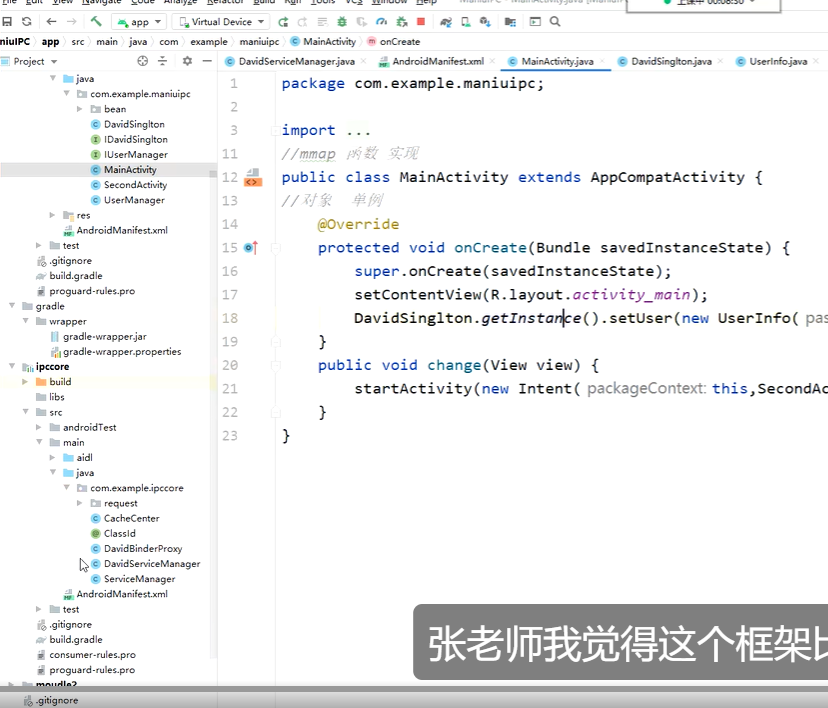 File Edit View Navigate Code Analyze Refactor Build Run Tools VCS Window Help
上课中 00:08:30
app Virtual Device
maniuIPC app src main java com example maniuipc MainActivity onCreate
Project
DavidServiceManager.java AndroidManifest.xml MainActivity.java DavidSinglton.java UserInfo.java
java
com.example.maniuipc
bean
DavidSinglton
IDavidSinglton
IUserManager
MainActivity
SecondActivity
UserManager
res
AndroidManifest.xml
test
.gitignore
build.gradle
proguard-rules.pro
gradle
wrapper
gradle-wrapper.jar
gradle-wrapper.properties
ipccore
build
libs
src
androidTest
main
aidl
java
com.example.ipccore
request
CacheCenter
ClassId
DavidBinderProxy
DavidServiceManager
ServiceManager
AndroidManifest.xml
test
.gitignore
build.gradle
consumer-rules.pro
proguard-rules.pro
moudle2
.gitignore
1 package com.example.maniuipc;
2
3 import ...
11 //mmap 函数 实现
12 public class MainActivity extends AppCompatActivity {
13 //对象 单例
14 @Override
15 protected void onCreate(Bundle savedInstanceState) {
16 super.onCreate(savedInstanceState);
17 setContentView(R.layout.activity_main);
18 DavidSinglton.getInstance().setUser(new UserInfo( pas
19 }
20 public void change(View view) {
21 startActivity(new Intent( packageContext: this,SecondAc
22 }
23 }
张老师我觉得这个框架比